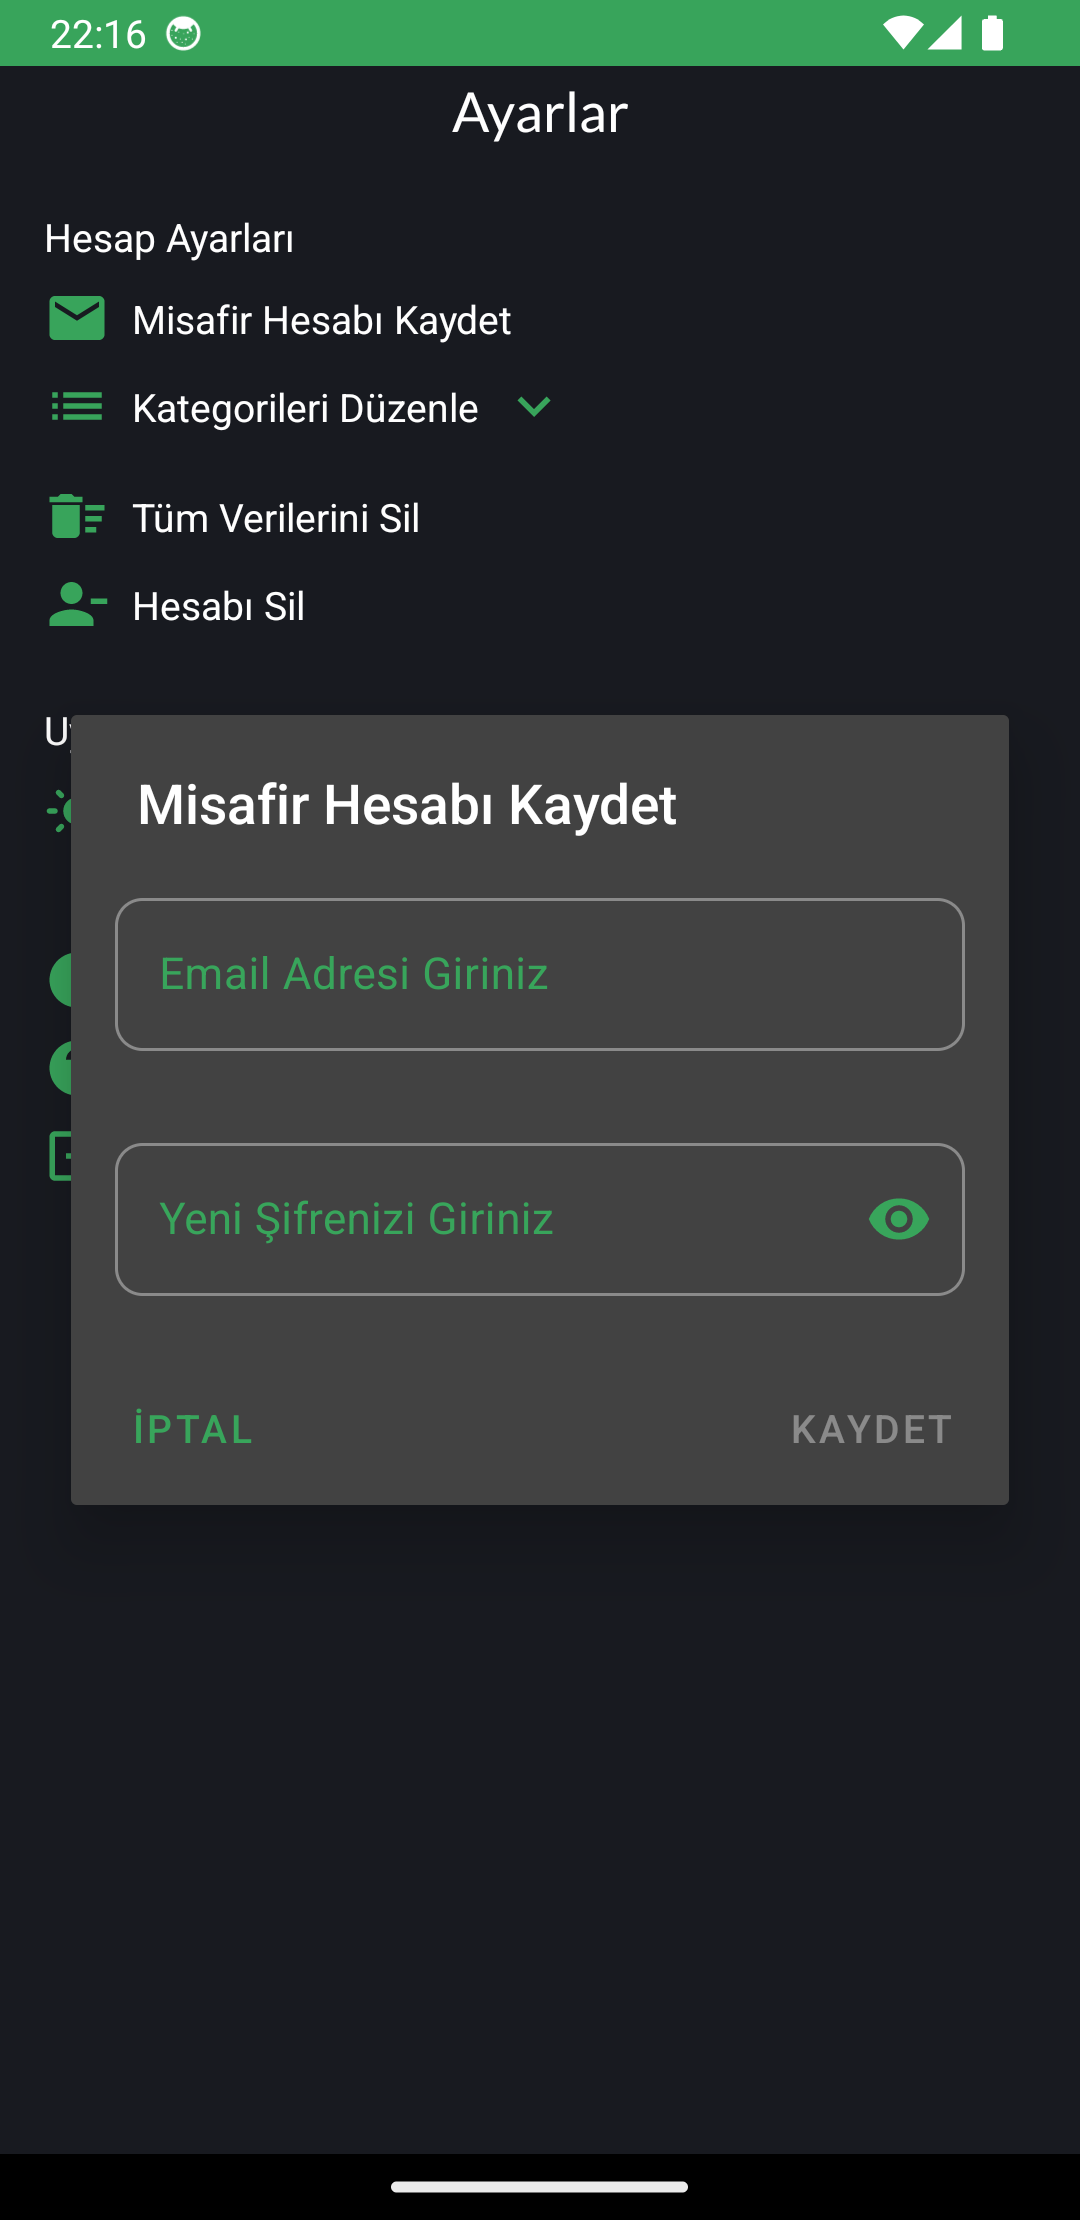 22:16
Ayarlar
Hesap Ayarları
Misafir Hesabı Kaydet
Kategorileri Düzenle
Tüm Verilerini Sil
Hesabı Sil
Misafir Hesabı Kaydet
Email Adresi Giriniz
Yeni Şifrenizi Giriniz
İPTAL
KAYDET